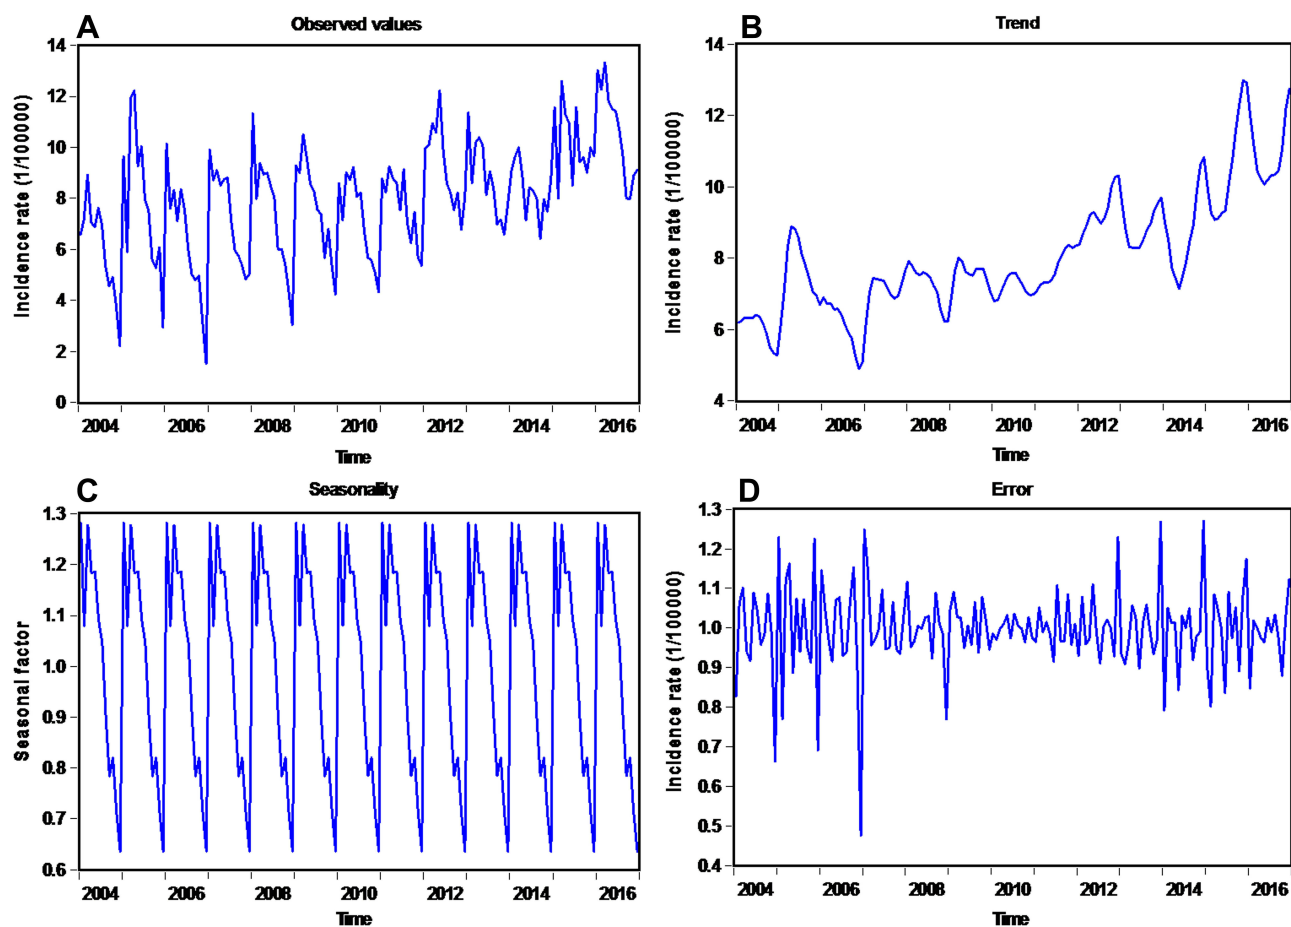 A
Observed values
Incidence rate (1/100000)
14
12
10
8
6
4
2
0
2004 2006 2008 2010 2012 2014 2016
Time
B
Trend
Incidence rate (1/100000)
14
12
10
8
6
4
2004 2006 2008 2010 2012 2014 2016
Time
C
Seasonality
Seasonal factor
1.3
1.2
1.1
1.0
0.9
0.8
0.7
0.6
2004 2006 2008 2010 2012 2014 2016
Time
D
Error
Incidence rate (1/100000)
1.3
1.2
1.1
1.0
0.9
0.8
0.7
0.6
0.5
0.4
2004 2006 2008 2010 2012 2014 2016
Time